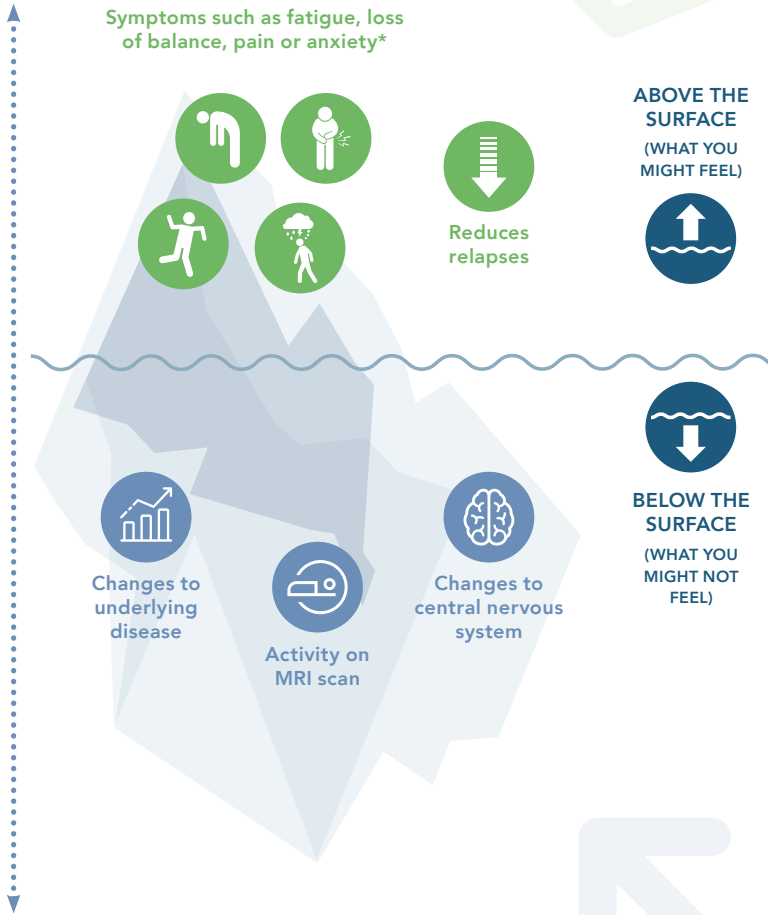 Symptoms such as fatigue, loss
of balance, pain or anxiety*
ABOVE THE
SURFACE
(WHAT YOU
MIGHT FEEL)
Reduces
relapses
BELOW THE
SURFACE
(WHAT YOU
MIGHT NOT
FEEL)
Changes to
underlying
disease
Activity on
MRI scan
Changes to
central nervous
system